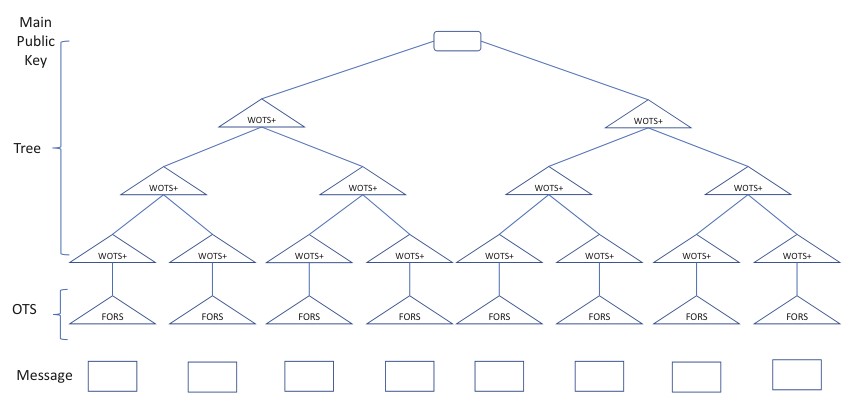 Main
Public
Key
WOTS+ WOTS+
Tree
WOTS+ WOTS+ WOTS+ WOTS+
WOTS+ WOTS+ WOTS+ WOTS+ WOTS+ WOTS+ WOTS+ WOTS+
OTS
FORS FORS FORS FORS FORS FORS FORS FORS
Message